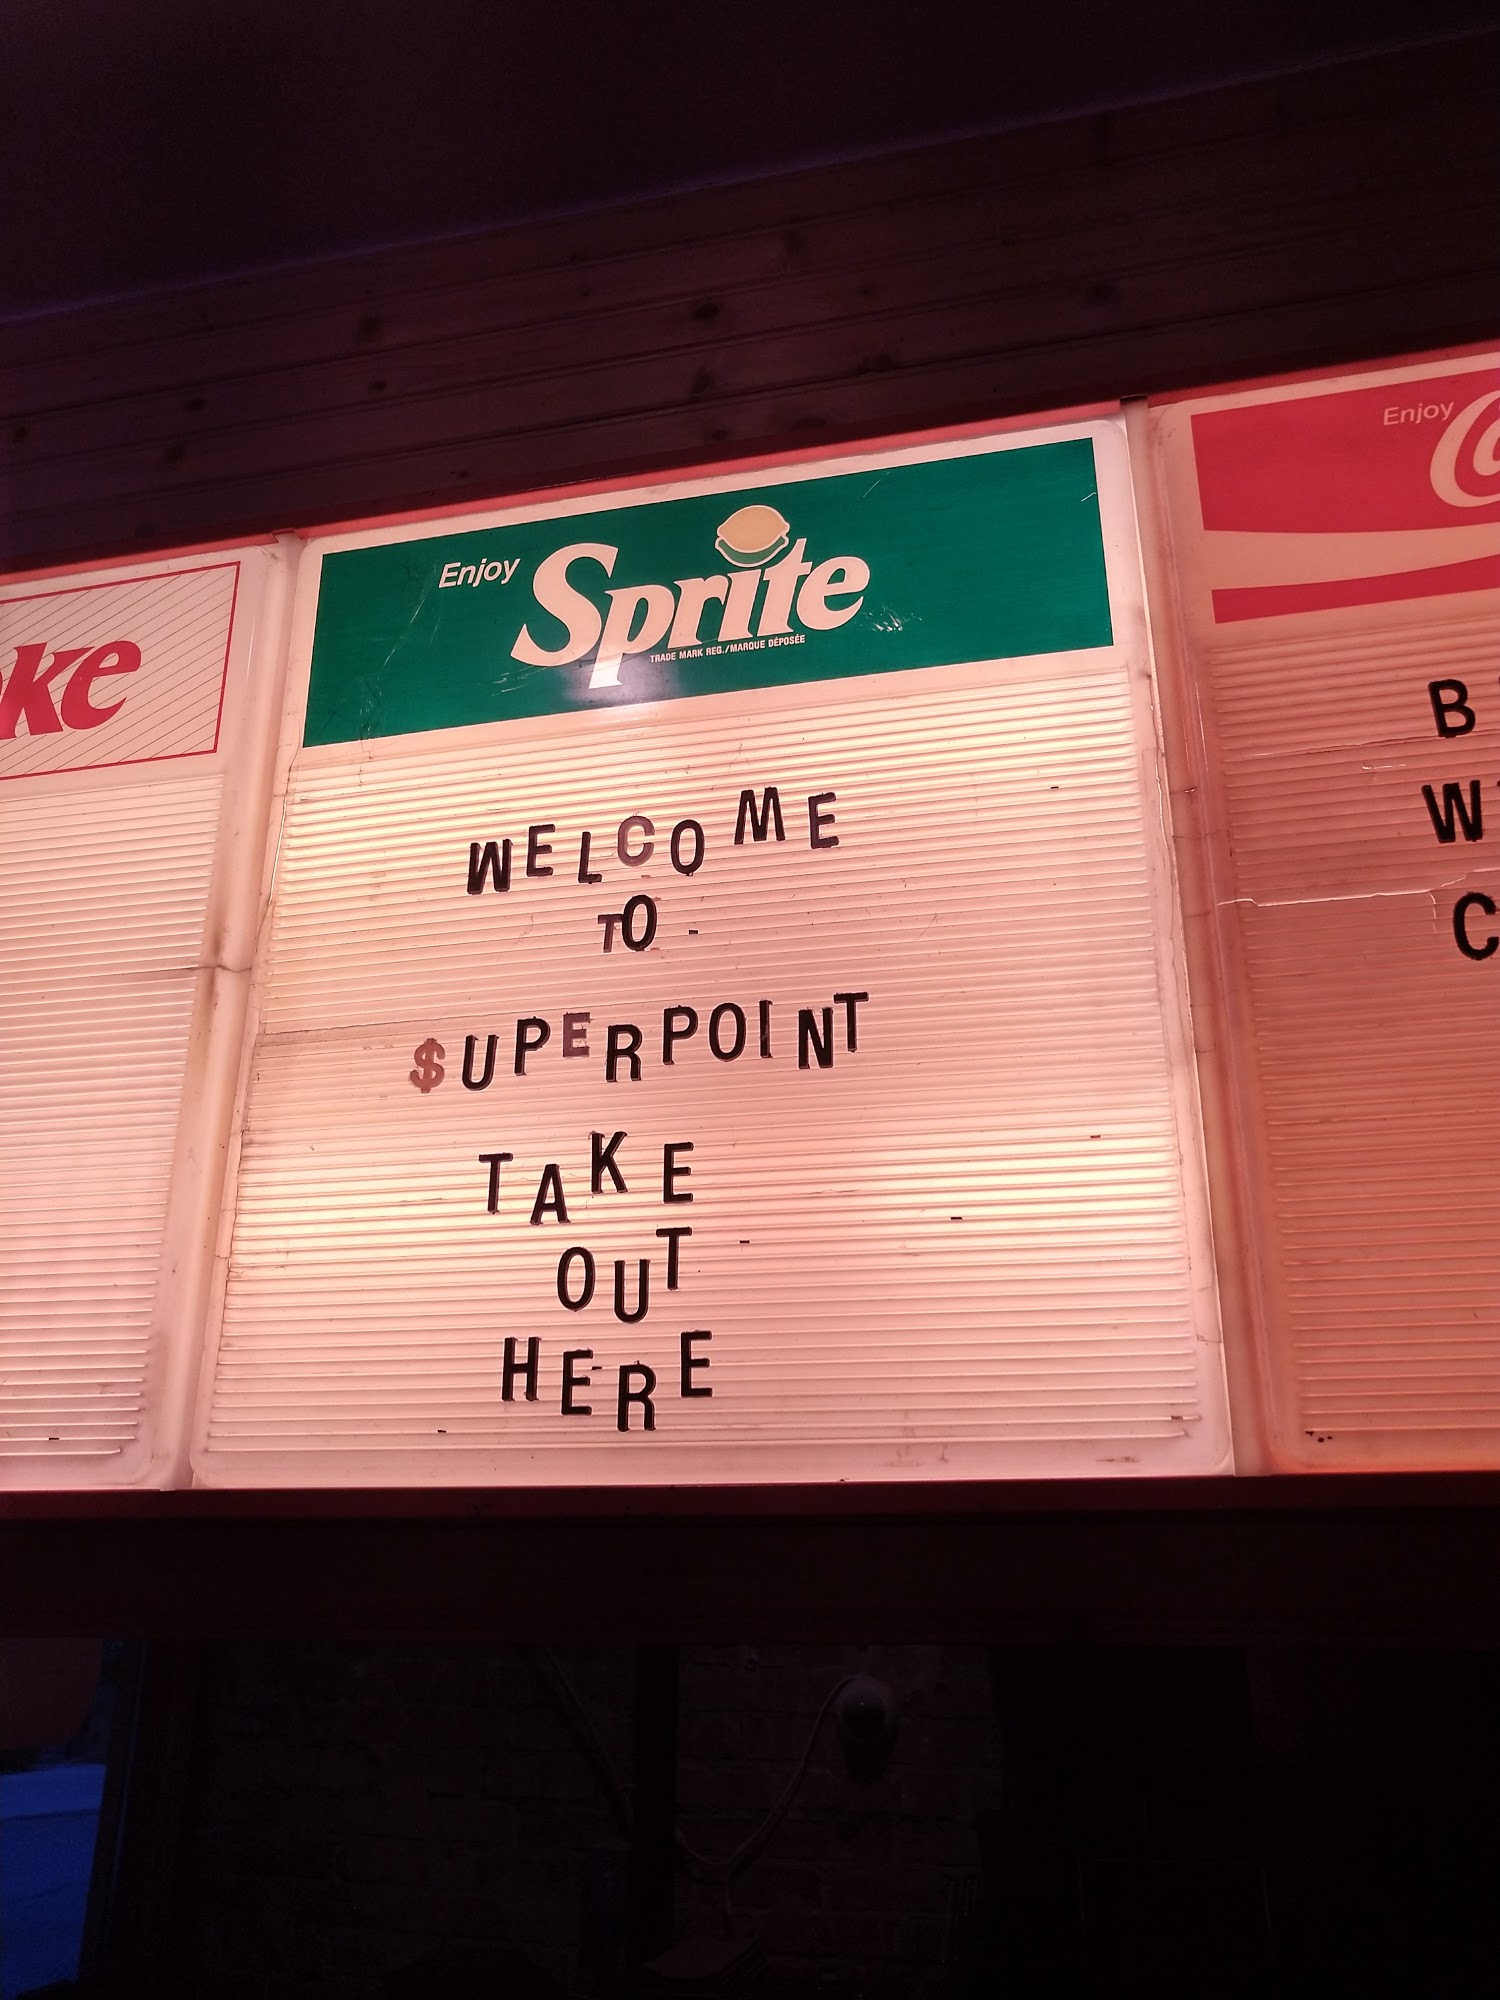 Enjoy Sprite
TRADE MARK REG./MARQUE DÉPOSÉE
WELCOME
TO
$UPERPOINT
TAKE
OUT
HERE
Enjoy
B
W
C